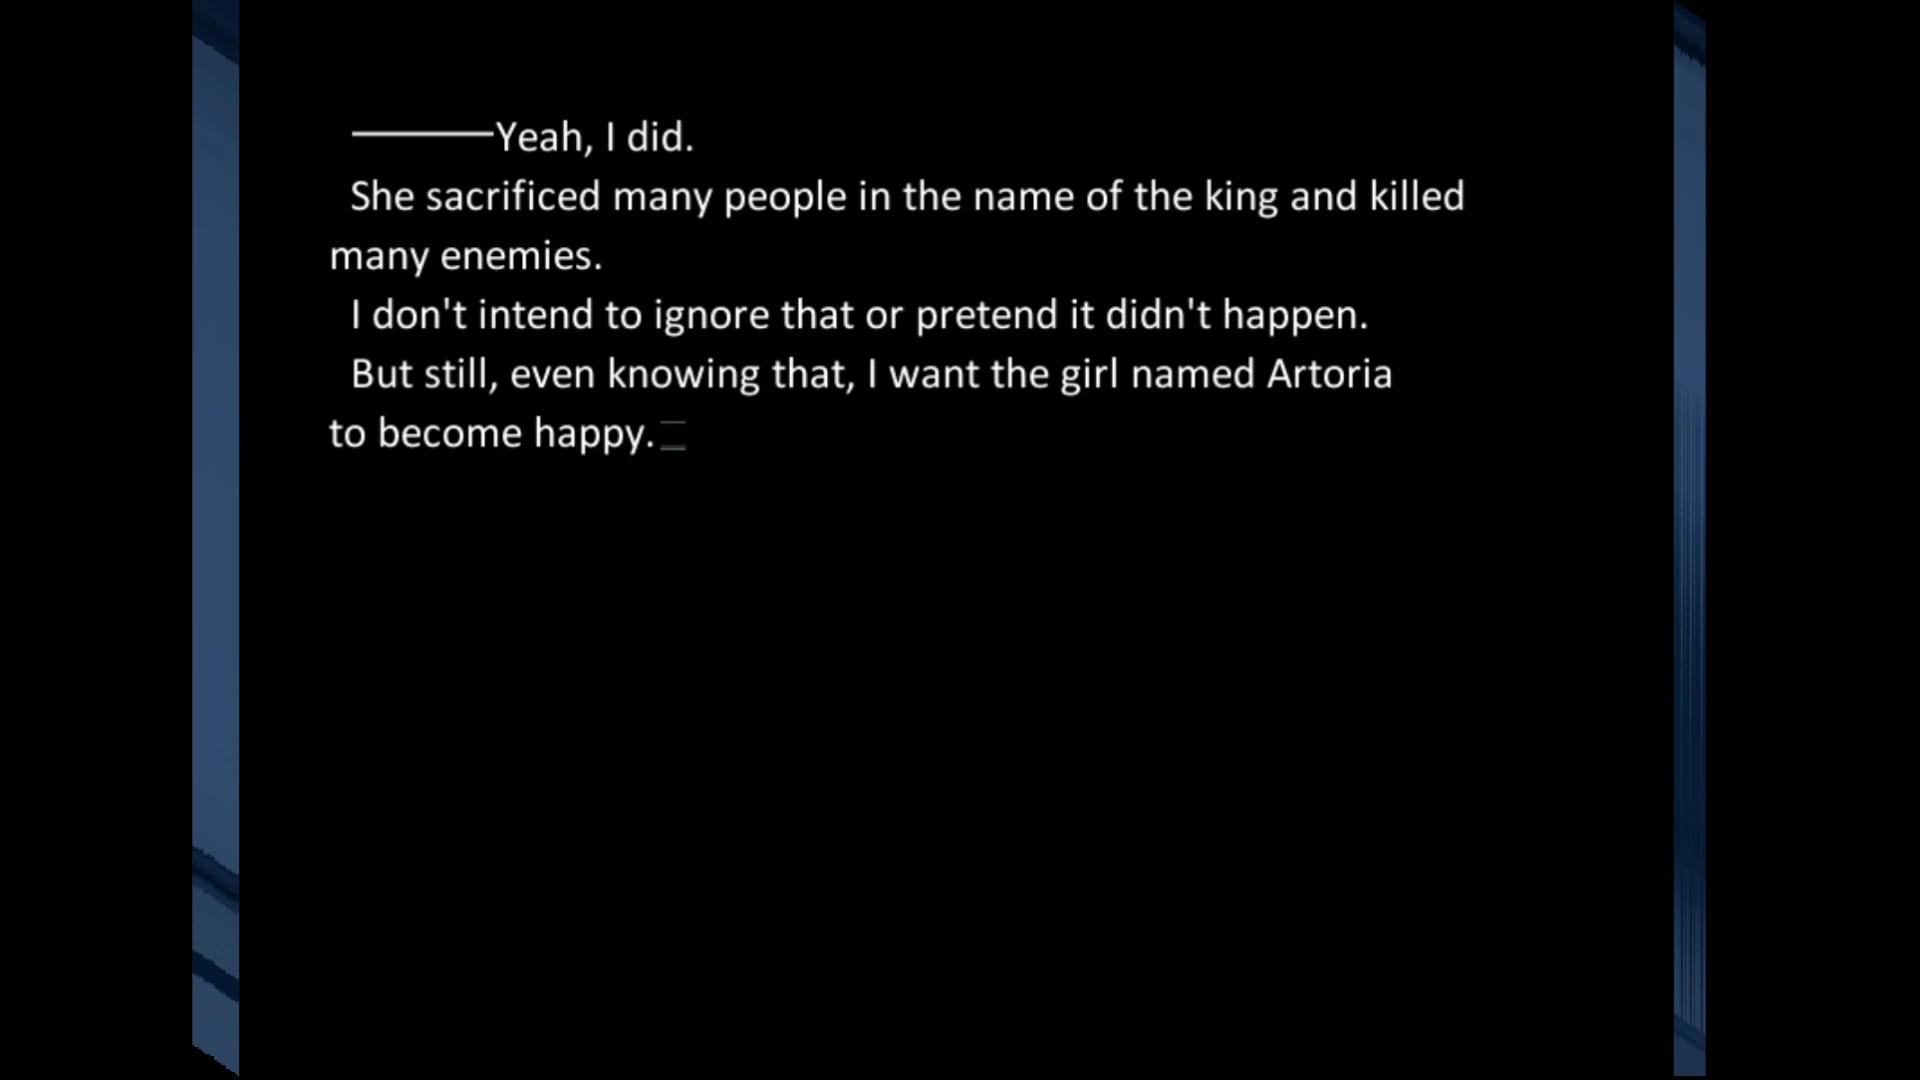 ———Yeah, I did.
She sacrificed many people in the name of the king and killed
many enemies.
I don't intend to ignore that or pretend it didn't happen.
But still, even knowing that, I want the girl named Artoria
to become happy.